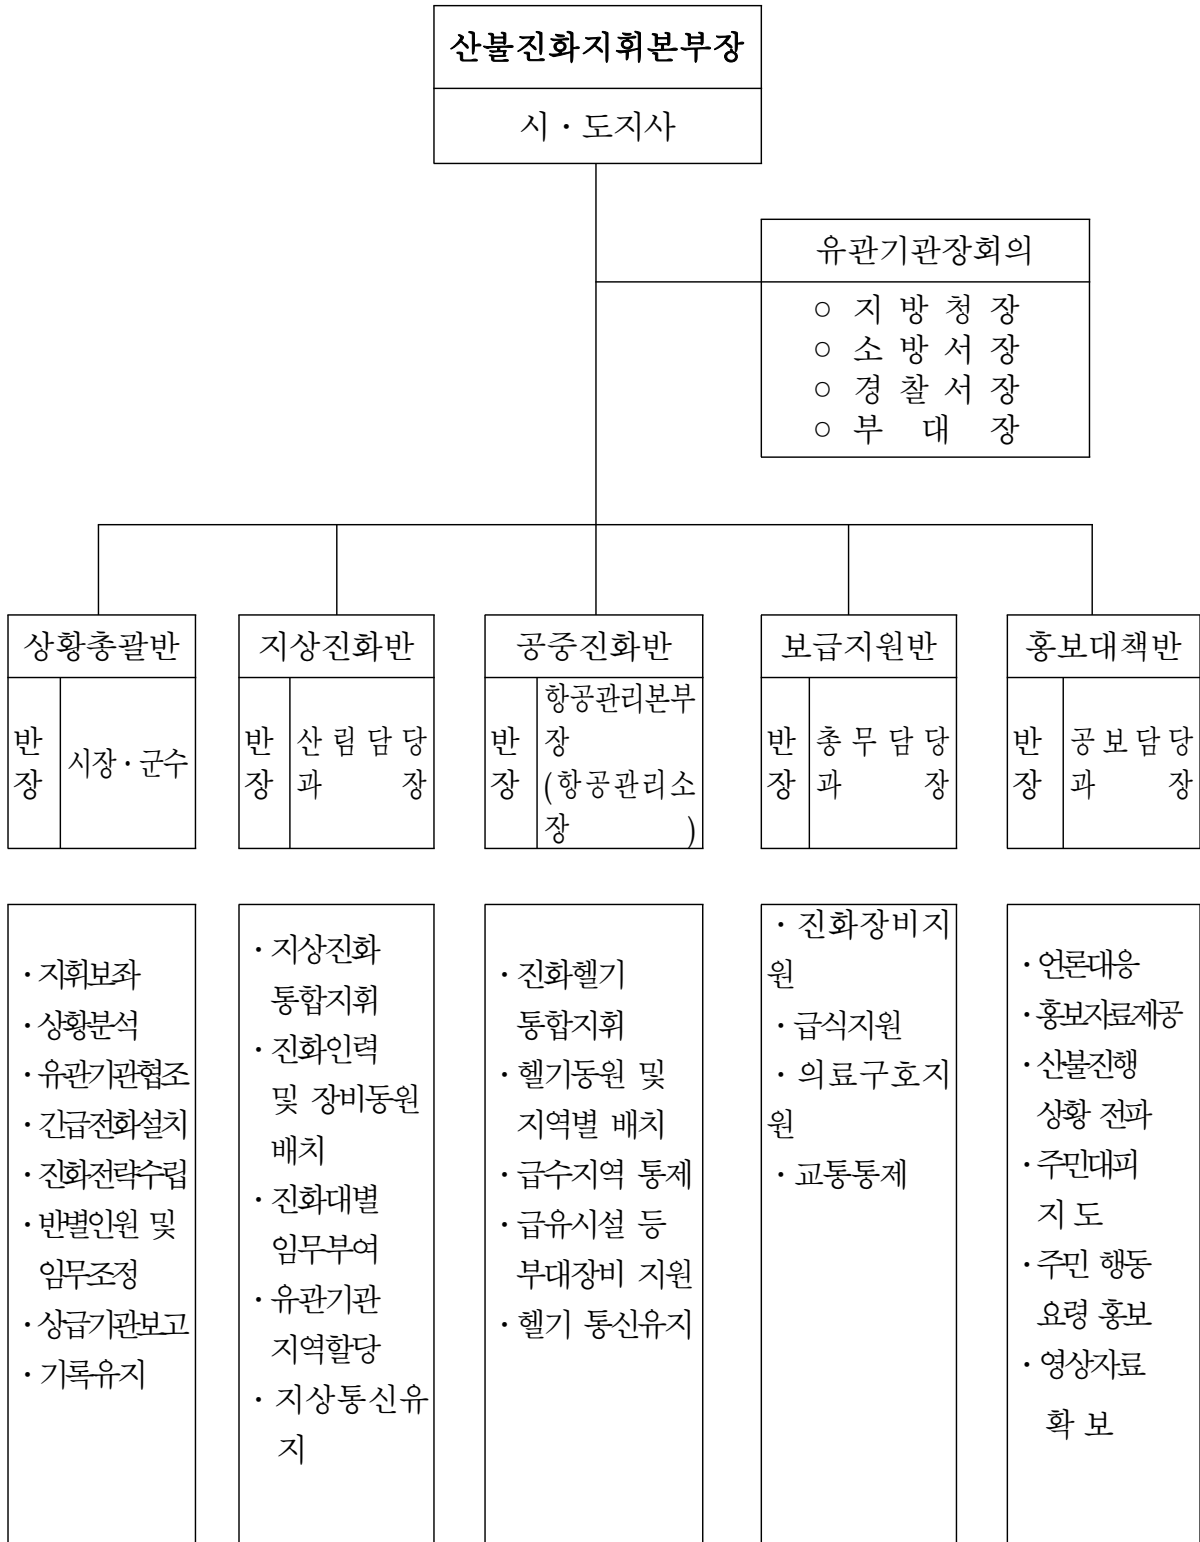 산불진화지휘본부장
시·도지사
유관기관장회의
○ 지 방 청 장
○ 소 방 서 장
○ 경 찰 서 장
○ 부 대 장
상황총괄반
반
장
시장·군수
지상진화반
반
장
산 림 담 당
과 장
공중진화반
반
장
항공관리본부
장
(항공관리소
장 )
보급지원반
반
장
총 무 담 당
과 장
홍보대책반
반
장
공 보 담 당
과 장
·지휘보좌
·상황분석
·유관기관협조
·긴급전화설치
·진화전략수립
·반별인원 및
임무조정
·상급기관보고
·기록유지
·지상진화
통합지휘
·진화인력
및 장비동원
배치
·진화대별
임무부여
·유관기관
지역할당
·지상통신유
지
·진화헬기
통합지휘
·헬기동원 및
지역별 배치
·급수지역 통제
·급유시설 등
부대장비 지원
·헬기 통신유지
·진화장비지
원
·급식지원
·의료구호지
원
·교통통제
·언론대응
·홍보자료제공
·산불진행
상황 전파
·주민대피
지 도
·주민 행동
요령 홍보
·영상자료
확 보